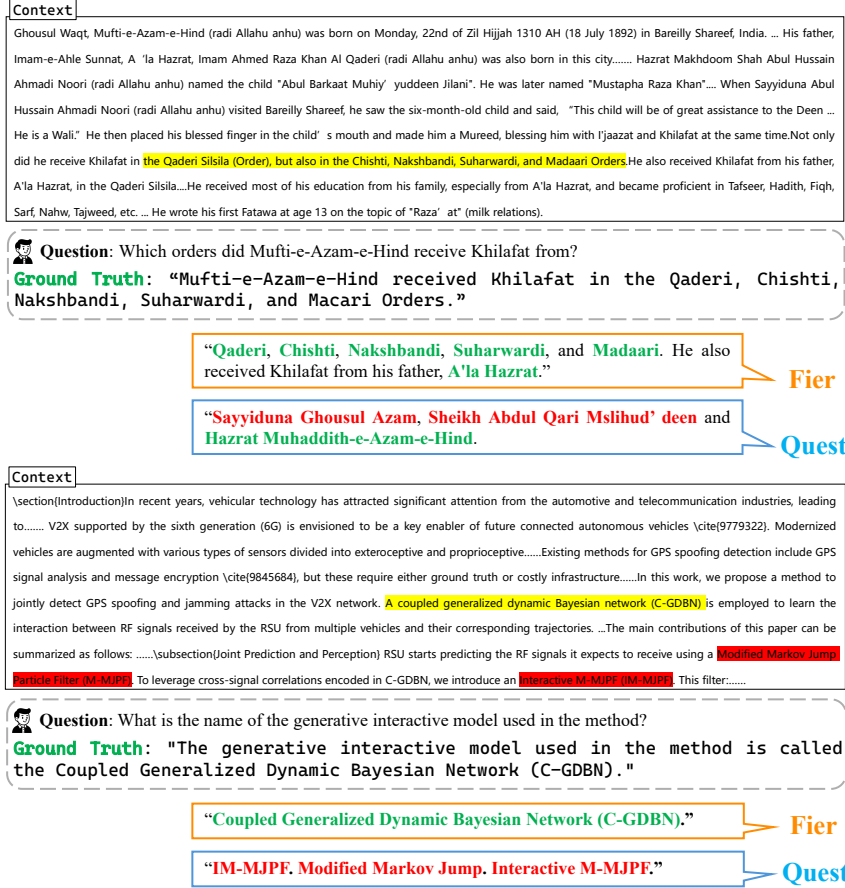 Context
Ghousul Waqt, Mufti-e-Azam-e-Hind (radi Allahu anhu) was born on Monday, 22nd of Zil Hijjah 1310 AH (18 July 1892) in Bareilly Shareef, India. ... His father,
Imam-e-Ahle Sunnat, A ‘la Hazrat, Imam Ahmed Raza Khan Al Qaderi (radi Allahu anhu) was also born in this city....... Hazrat Makhdoom Shah Abul Hussain
Ahmadi Noori (radi Allahu anhu) named the child "Abul Barkaat Muhiy’ yuddeen Jilani". He was later named "Mustapha Raza Khan".... When Sayyiduna Abul
Hussain Ahmadi Noori (radi Allahu anhu) visited Bareilly Shareef, he saw the six-month-old child and said, “This child will be of great assistance to the Deen ...
He is a Wali.” He then placed his blessed finger in the child’ s mouth and made him a Mureed, blessing him with I'jaazat and Khilafat at the same time.Not only
did he receive Khilafat in the Qaderi Silsila (Order), but also in the Chishti, Nakshbandi, Suharwardi, and Madaari Orders.He also received Khilafat from his father,
A'la Hazrat, in the Qaderi Silsila....He received most of his education from his family, especially from A'la Hazrat, and became proficient in Tafseer, Hadith, Fiqh,
Sarf, Nahw, Tajweed, etc. ... He wrote his first Fatawa at age 13 on the topic of "Raza’ at" (milk relations).
Question: Which orders did Mufti-e-Azam-e-Hind receive Khilafat from?
Ground Truth: “Mufti-e-Azam-e-Hind received Khilafat in the Qaderi, Chishti,
Nakshbandi, Suharwardi, and Macari Orders.”
“Qaderi, Chishti, Nakshbandi, Suharwardi, and Madaari. He also
received Khilafat from his father, A'la Hazrat.”
Fier
“Sayyiduna Ghousul Azam, Sheikh Abdul Qari Mslihud’ deen and
Hazrat Muhaddith-e-Azam-e-Hind.
Quest
Context
\section{Introduction}In recent years, vehicular technology has attracted significant attention from the automotive and telecommunication industries, leading
to....... V2X supported by the sixth generation (6G) is envisioned to be a key enabler of future connected autonomous vehicles \cite{9779322}. Modernized
vehicles are augmented with various types of sensors divided into exteroceptive and proprioceptive......Existing methods for GPS spoofing detection include GPS
signal analysis and message encryption \cite{9845684}, but these require either ground truth or costly infrastructure......In this work, we propose a method to
jointly detect GPS spoofing and jamming attacks in the V2X network. A coupled generalized dynamic Bayesian network (C-GDBN) is employed to learn the
interaction between RF signals received by the RSU from multiple vehicles and their corresponding trajectories. ...The main contributions of this paper can be
summarized as follows: ......\subsection{Joint Prediction and Perception} RSU starts predicting the RF signals it expects to receive using a Modified Markov Jump
Particle Filter (M-MJPF). To leverage cross-signal correlations encoded in C-GDBN, we introduce an Interactive M-MJPF (IM-MJPF). This filter:......
Question: What is the name of the generative interactive model used in the method?
Ground Truth: "The generative interactive model used in the method is called
the Coupled Generalized Dynamic Bayesian Network (C-GDBN)."
“Coupled Generalized Dynamic Bayesian Network (C-GDBN).”
Fier
“IM-MJPF. Modified Markov Jump. Interactive M-MJPF.”
Quest